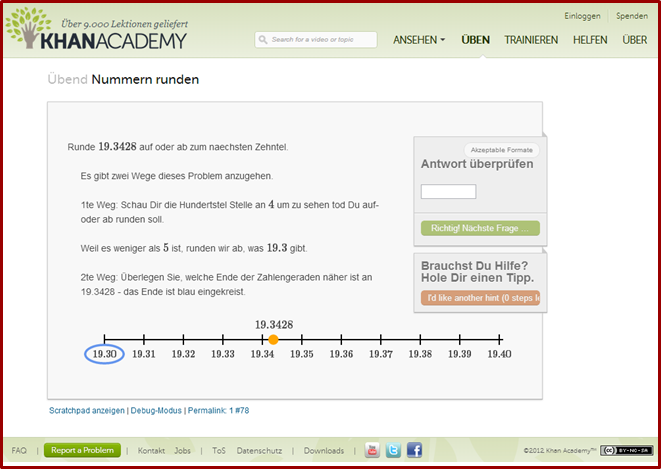 Über 9.000 Lektionen geliefert
KHANACADEMY
Einloggen Spenden
Search for a video or topic
ANSEHEN ÜBEN TRAINIEREN HELFEN ÜBER
Übend Nummern runden
Runde 19.3428 auf oder ab zum naechsten Zehntel.
Es gibt zwei Wege dieses Problem anzugehen.
1te Weg: Schau Dir die Hundertstel Stelle an 4 um zu sehen tod Du auf-
oder ab runden soll.
Weil es weniger als 5 ist, runden wir ab, was 19.3 gibt.
2te Weg: Überlegen Sie, welche Ende der Zahlengeraden näher ist an
19.3428 - das Ende ist blau eingekreist.
19.3428
19.30 19.31 19.32 19.33 19.34 19.35 19.36 19.37 19.38 19.39 19.40
Akzeptable Formate
Antwort überprüfen
Richtig! Nächste Frage ...
Brauchst Du Hilfe?
Hole Dir einen Tipp.
I'd like another hint (0 steps l
Scratchpad anzeigen | Debug-Modus | Permalink: 1 #78
FAQ | Report a Problem | Kontakt Jobs | ToS Datenschutz | Downloads | You Tube t f ©2012 Khan Academy™ cc BY-NC-SA